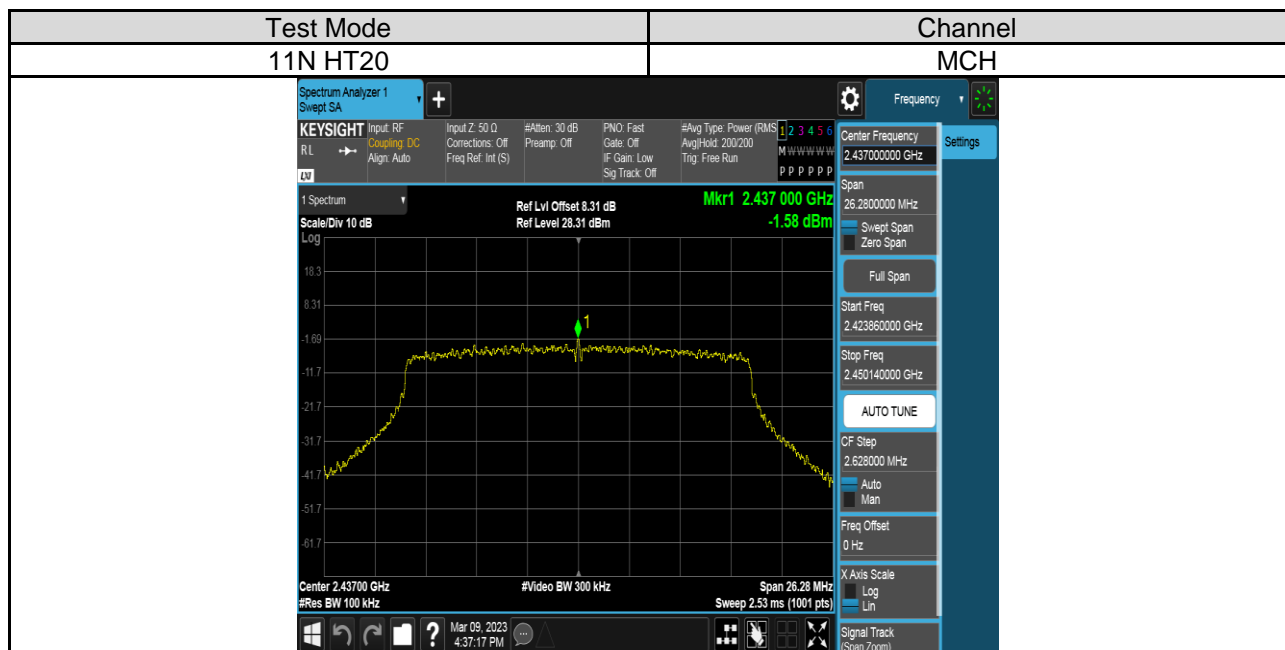 Test Mode Channel
11N HT20 MCH
Spectrum Analyzer 1
Swept SA
+
Frequency
KEYSIGHT
RL
LXI
Input: RF
Coupling: DC
Align: Auto
Input Z: 50 Ω
Corrections: Off
Freq Ref: Int (S)
#Atten: 30 dB
Preamp: Off
PNO: Fast
Gate: Off
IF Gain: Low
Sig Track: Off
#Avg Type: Power (RMS
Avg|Hold: 200/200
Trig: Free Run
1 2 3 4 5 6
M W W W W W
P P P P P P
1 Spectrum
Scale/Div 10 dB
Log
Ref Lvl Offset 8.31 dB
Ref Level 28.31 dBm
Mkr1 2.437 000 GHz
-1.58 dBm
18.3
8.31
1
-1.69
-11.7
-21.7
-31.7
-41.7
-51.7
-61.7
Center 2.43700 GHz
#Res BW 100 kHz
#Video BW 300 kHz
Span 26.28 MHz
Sweep 2.53 ms (1001 pts)
?
Mar 09, 2023
4:37:17 PM
Center Frequency
2.437000000 GHz
Settings
Span
26.2800000 MHz
Swept Span
Zero Span
Full Span
Start Freq
2.423860000 GHz
Stop Freq
2.450140000 GHz
AUTO TUNE
CF Step
2.628000 MHz
Auto
Man
Freq Offset
0 Hz
X Axis Scale
Log
Lin
Signal Track
(Span Zoom)